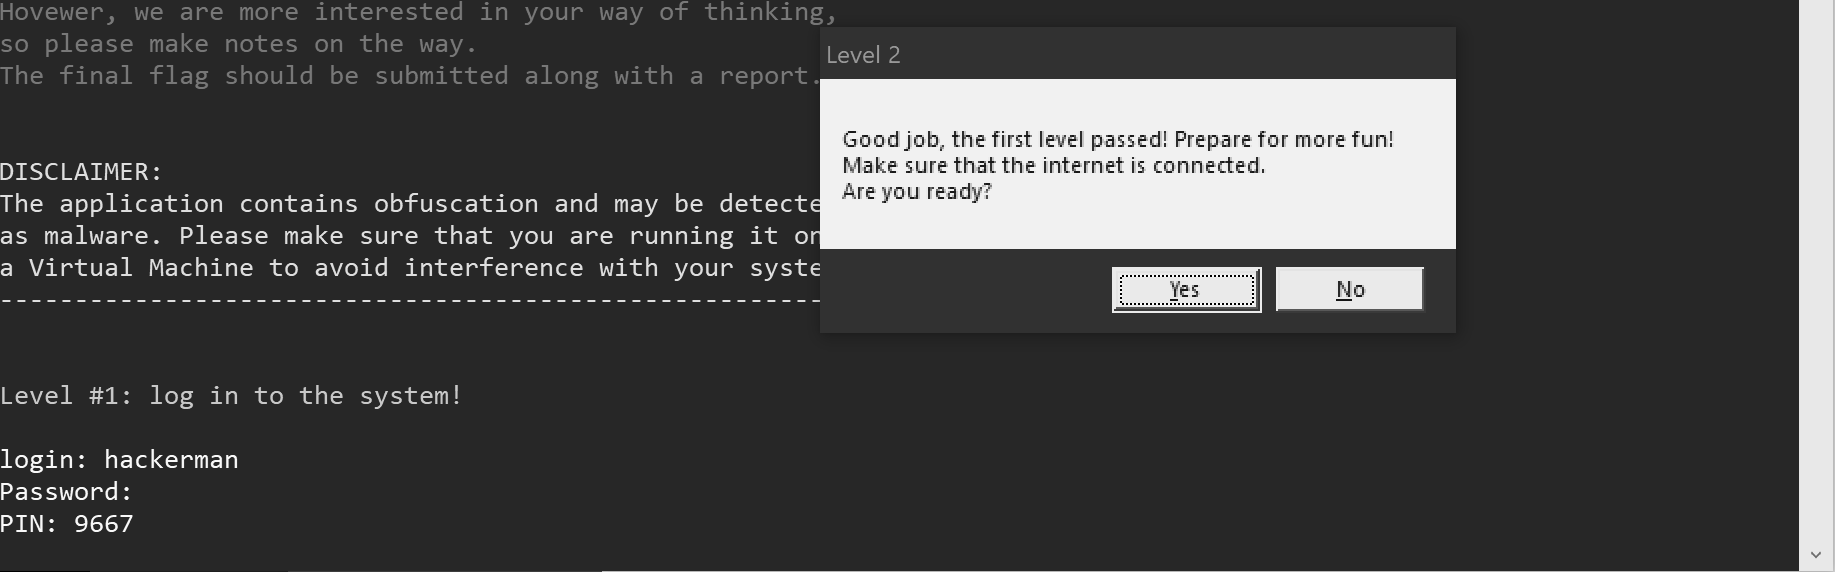 Hovewer, we are more interested in your way of thinking,
so please make notes on the way.
The final flag should be submitted along with a report.
DISCLAIMER:
The application contains obfuscation and may be detecte
as malware. Please make sure that you are running it on
a Virtual Machine to avoid interference with your syste
-------------------------------------------------------
Level #1: log in to the system!
login: hackerman
Password:
PIN: 9667
Level 2
Good job, the first level passed! Prepare for more fun!
Make sure that the internet is connected.
Are you ready?
Yes
No